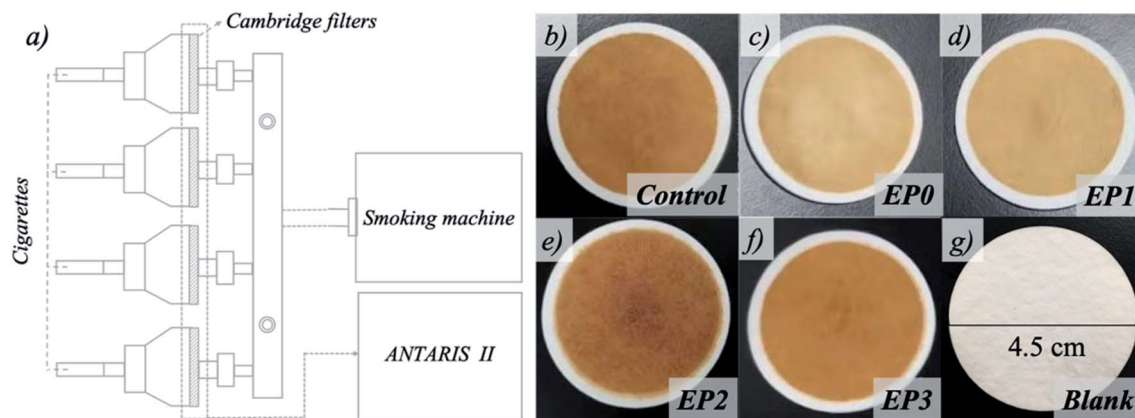 a)
Cambridge filters
Cigarettes
Smoking machine
ANTARIS II
b)
Control
c)
EP0
d)
EP1
e)
EP2
f)
EP3
g)
4.5 cm
Blank